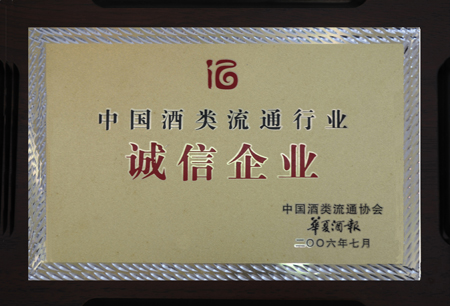 中国酒类流通行业
诚信企业
中国酒类流通协会
華夏酒报
二〇〇六年七月